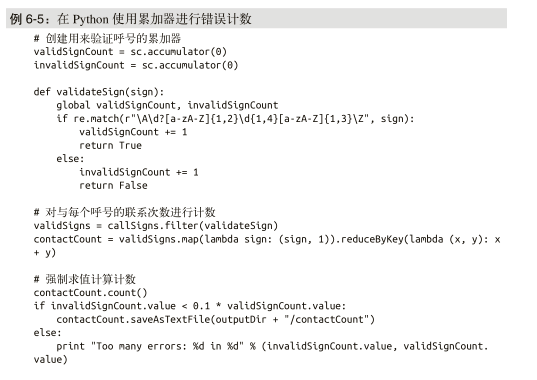 例 6-5：在 Python 使用累加器进行错误计数
# 创建用来验证呼号的累加器
validSignCount = sc.accumulator(0)
invalidSignCount = sc.accumulator(0)
def validateSign(sign):
global validSignCount, invalidSignCount
if re.match(r"\A\d?[a-zA-Z]{1,2}\d{1,4}[a-zA-Z]{1,3}\Z", sign):
validSignCount += 1
return True
else:
invalidSignCount += 1
return False
# 对与每个呼号的联系次数进行计数
validSigns = callSigns.filter(validateSign)
contactCount = validSigns.map(lambda sign: (sign, 1)).reduceByKey(lambda (x, y): x
+ y)
# 强制求值计算计数
contactCount.count()
if invalidSignCount.value < 0.1 * validSignCount.value:
contactCount.saveAsTextFile(outputDir + "/contactCount")
else:
print "Too many errors: %d in %d" % (invalidSignCount.value, validSignCount.
value)